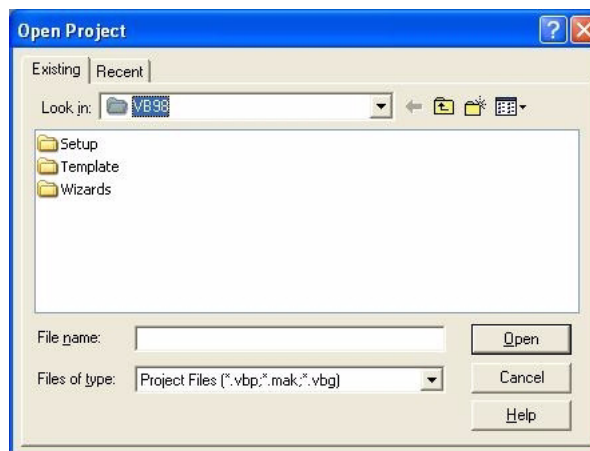 Open Project
Existing Recent
Look in: VB98
Setup
Template
Wizards
File name: Open
Files of type: Project Files (*.vbp;*.mak;*.vbg) Cancel
Help